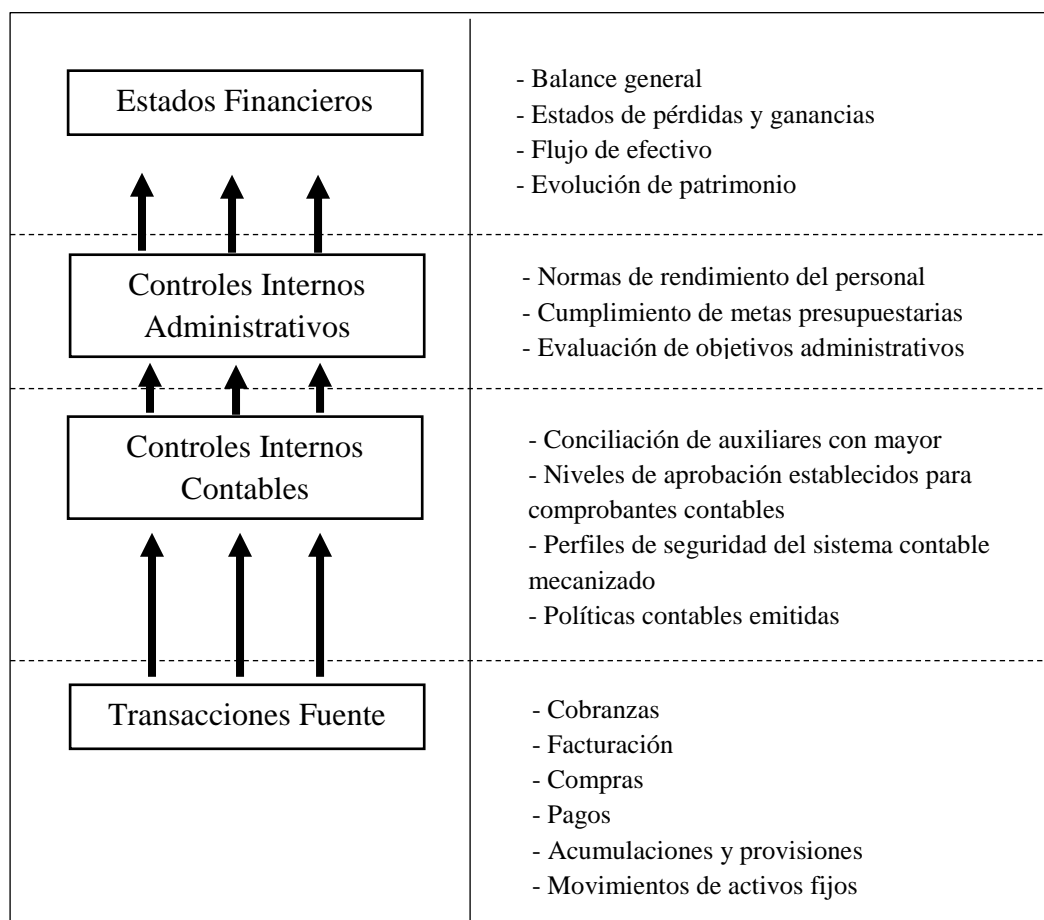 Estados Financieros
- Balance general
- Estados de pérdidas y ganancias
- Flujo de efectivo
- Evolución de patrimonio
Controles Internos
Administrativos
- Normas de rendimiento del personal
- Cumplimiento de metas presupuestarias
- Evaluación de objetivos administrativos
Controles Internos
Contables
- Conciliación de auxiliares con mayor
- Niveles de aprobación establecidos para
comprobantes contables
- Perfiles de seguridad del sistema contable
mecanizado
- Políticas contables emitidas
Transacciones Fuente
- Cobranzas
- Facturación
- Compras
- Pagos
- Acumulaciones y provisiones
- Movimientos de activos fijos